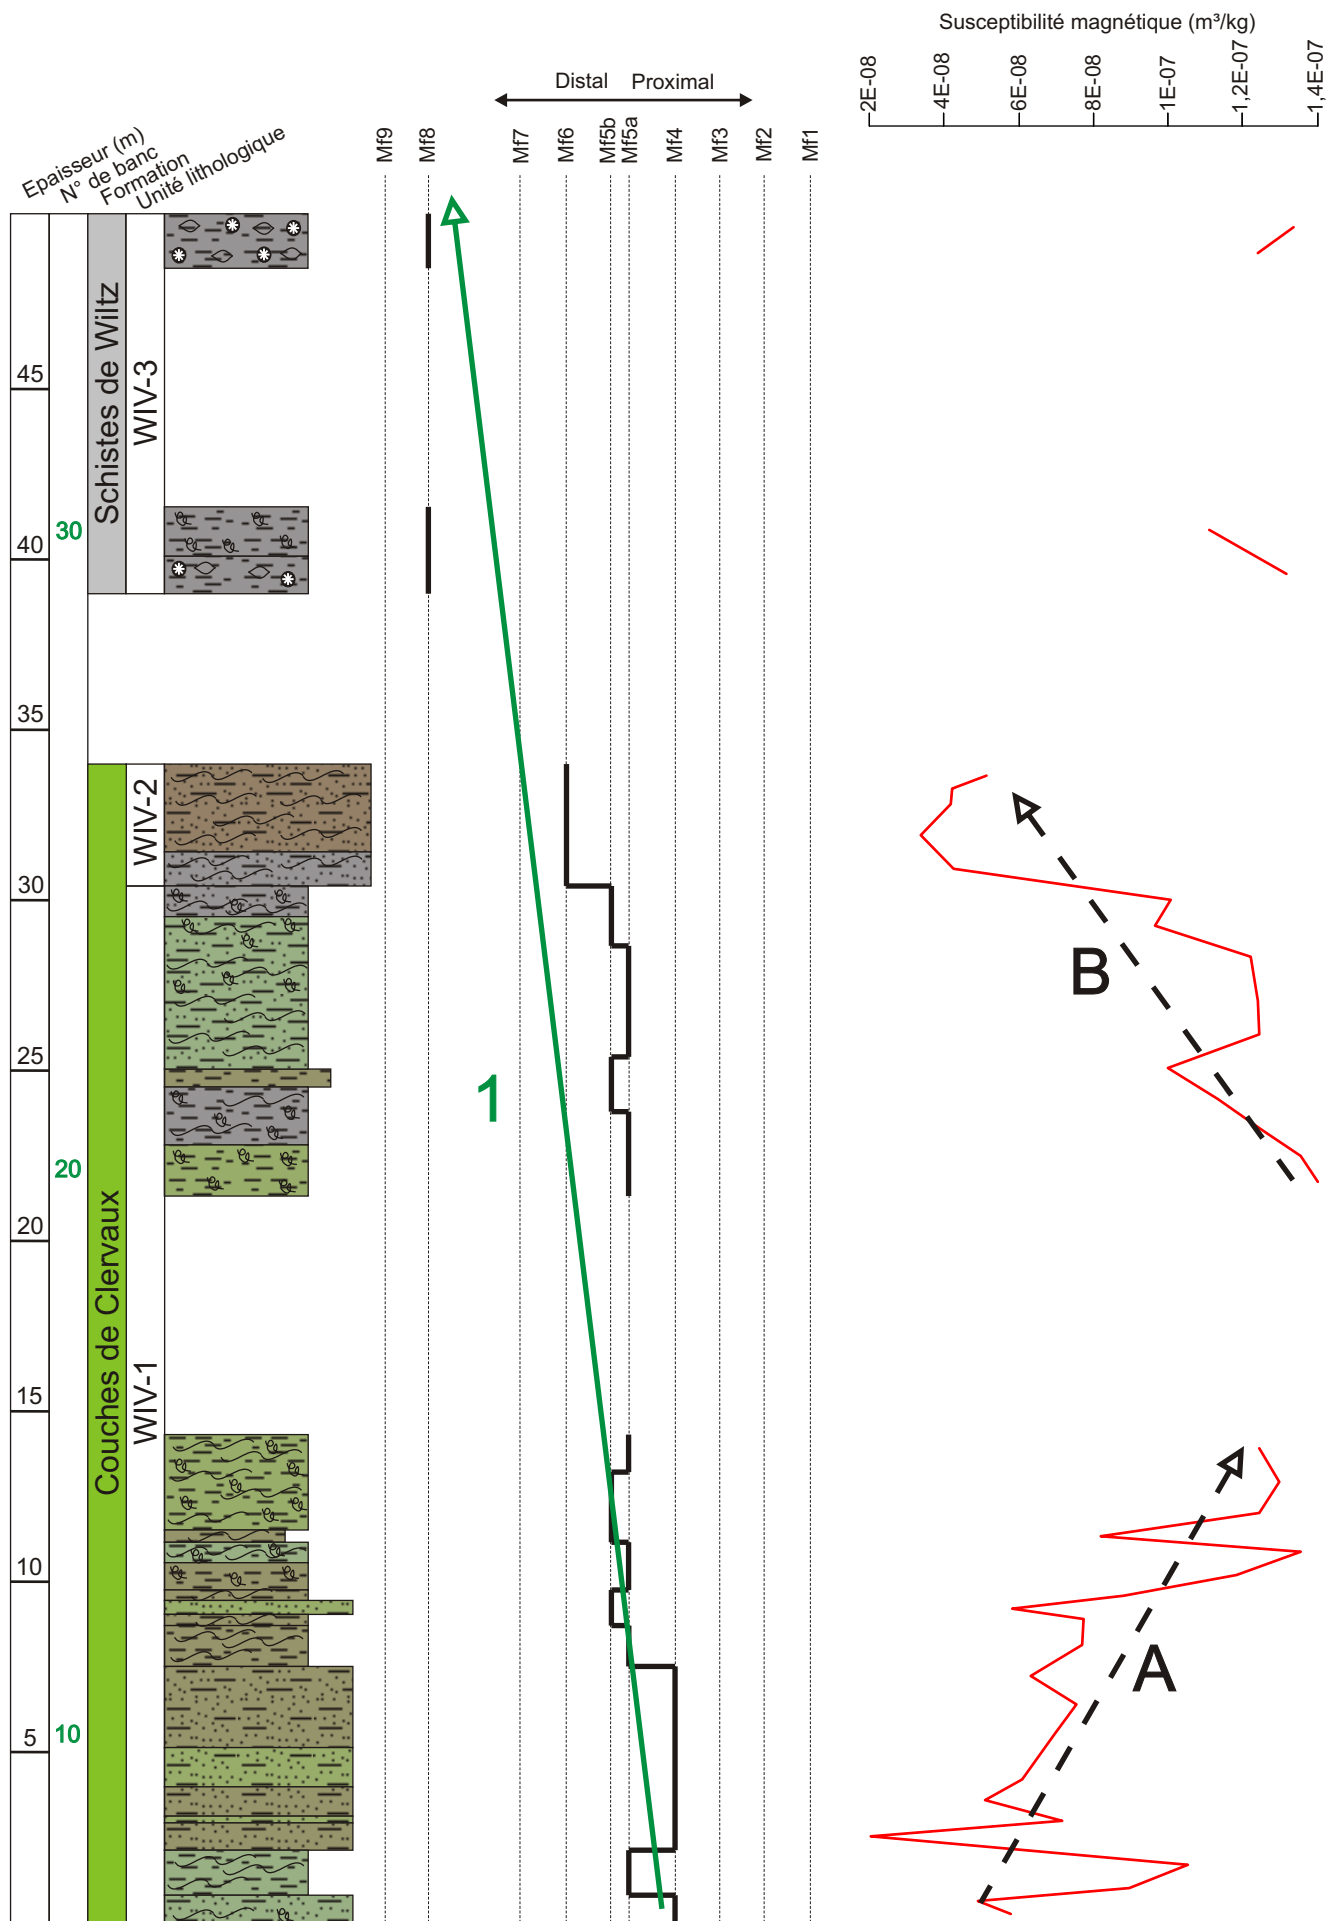 Susceptibilité magnétique (m³/kg)
2E-08
4E-08
6E-08
8E-08
1E-07
1,2E-07
1,4E-07
Distal Proximal
Mf9
Mf8
Mf7
Mf6
Mf5b
Mf5a
Mf4
Mf3
Mf2
Mf1
Epaisseur (m)
N° de banc
Formation
Unité lithologique
45
40
35
30
25
20
15
10
5
30
20
10
Schistes de Wiltz
Couches de Clervaux
WIV-3
WIV-2
WIV-1
1
B
A